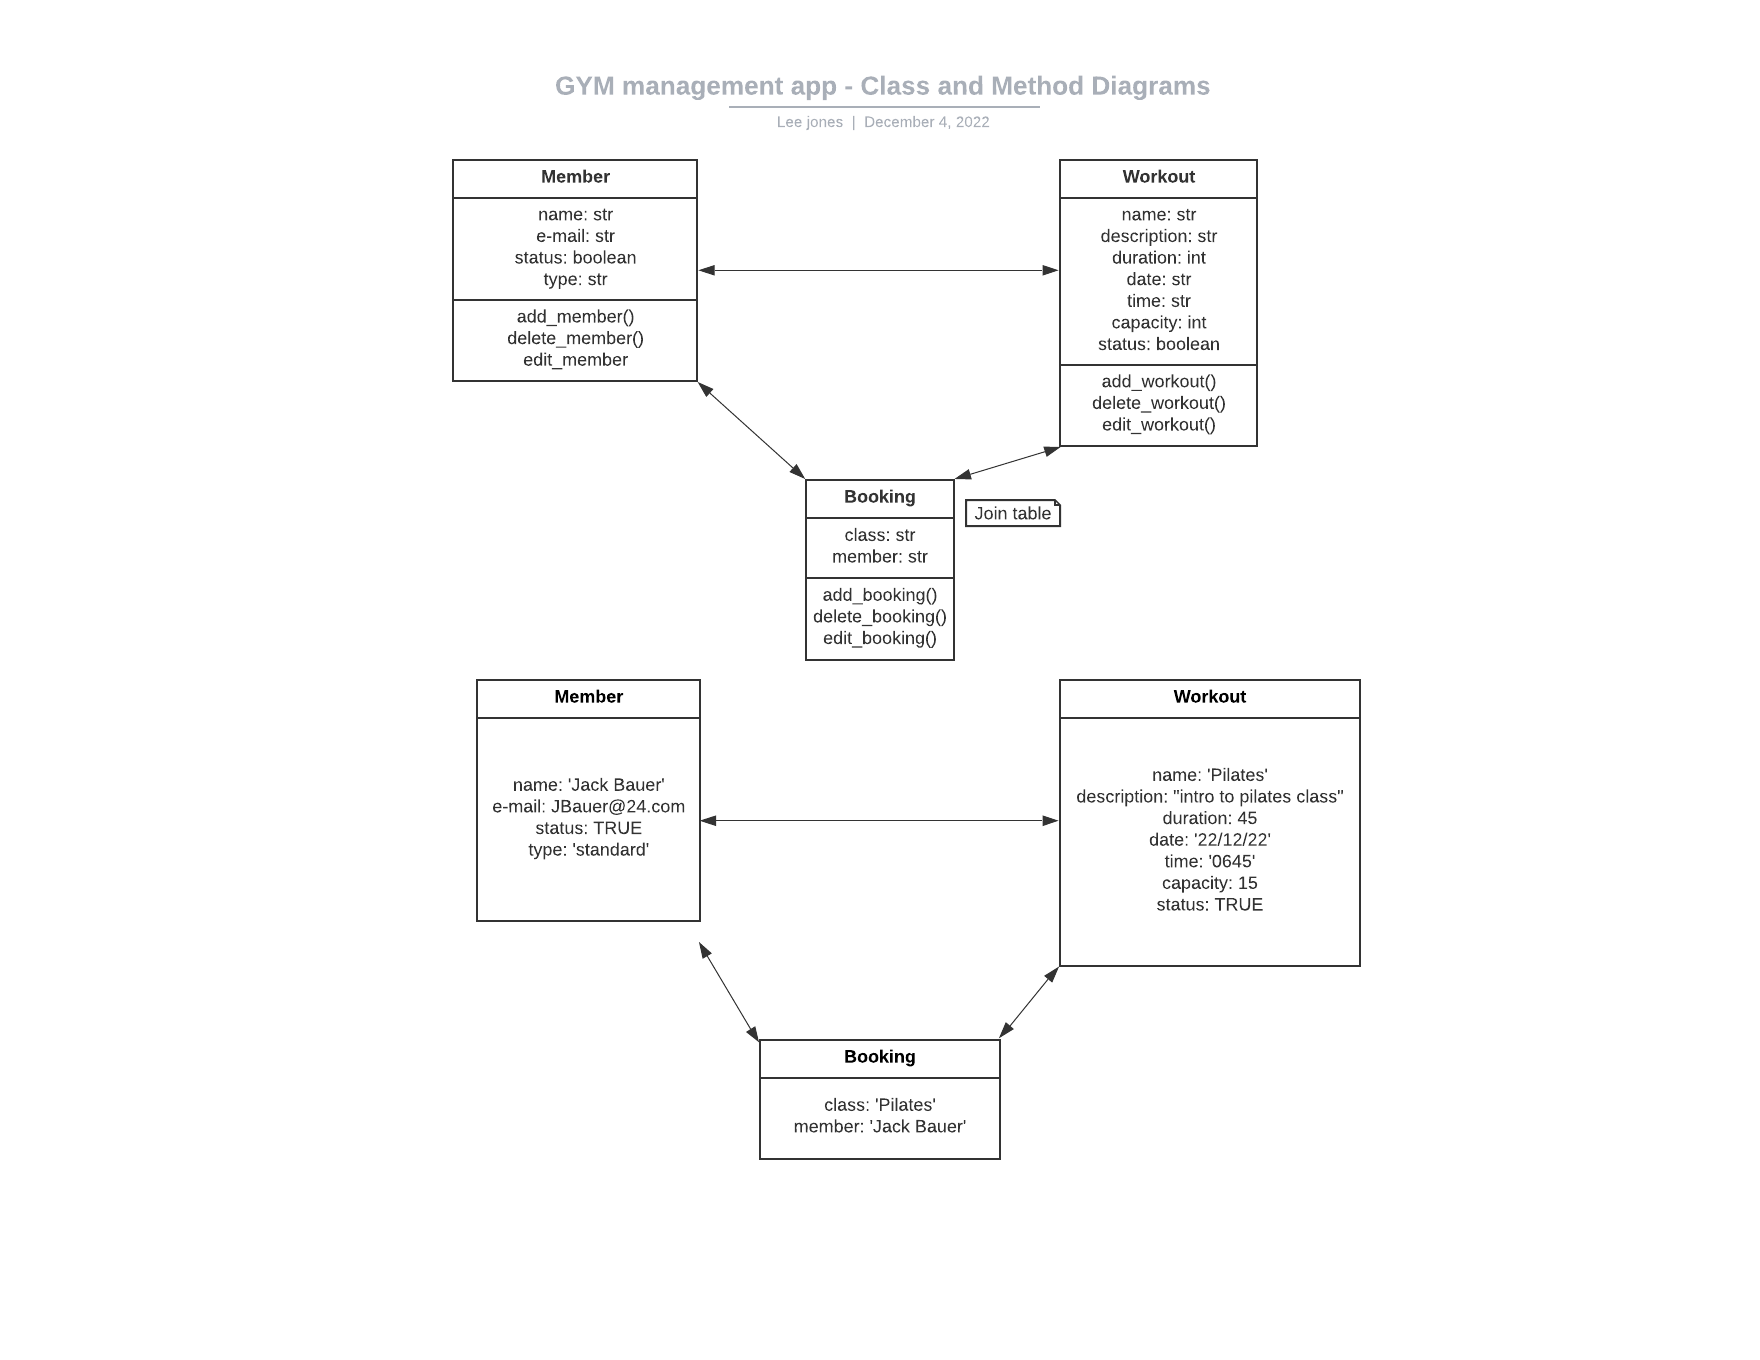 GYM management app - Class and Method Diagrams
Lee jones | December 4, 2022
Member
name: str
e-mail: str
status: boolean
type: str
add_member()
delete_member()
edit_member
Workout
name: str
description: str
duration: int
date: str
time: str
capacity: int
status: boolean
add_workout()
delete_workout()
edit_workout()
Booking
class: str
member: str
add_booking()
delete_booking()
edit_booking()
Join table
Member
name: 'Jack Bauer'
e-mail: JBauer@24.com
status: TRUE
type: 'standard'
Workout
name: 'Pilates'
description: "intro to pilates class"
duration: 45
date: '22/12/22'
time: '0645'
capacity: 15
status: TRUE
Booking
class: 'Pilates'
member: 'Jack Bauer'